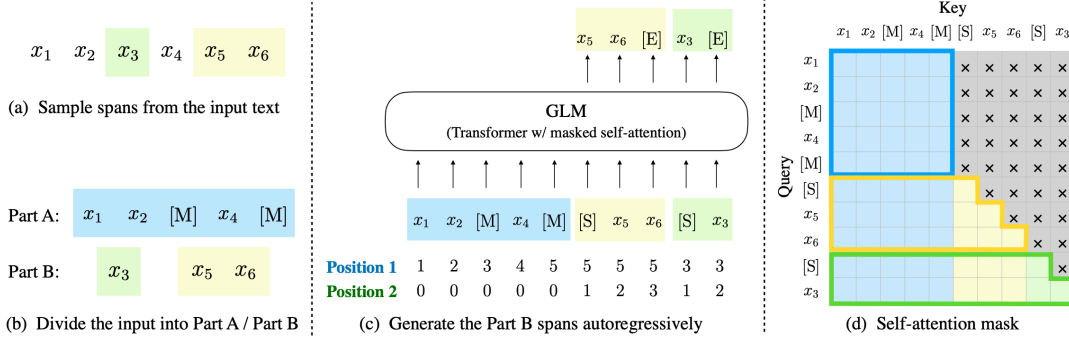 x1 x2 x3 x4 x5 x6
(a) Sample spans from the input text
Part A: x1 x2 [M] x4 [M]
Part B: x3 x5 x6
(b) Divide the input into Part A / Part B
x5 x6 [E] x3 [E]
GLM
(Transformer w/ masked self-attention)
x1 x2 [M] x4 [M] [S] x5 x6 [S] x3
Position 1 1 2 3 4 5 5 5 5 3 3
Position 2 0 0 0 0 0 1 2 3 1 2
(c) Generate the Part B spans autoregressively
Key
x1 x2 [M] x4 [M] [S] x5 x6 [S] x3
Query
x1 × × × × ×
x2 × × × × ×
[M] × × × × ×
x4 × × × × ×
[M] × × × × ×
[S] × × × ×
x5 × × ×
x6 × ×
[S] ×
x3
(d) Self-attention mask